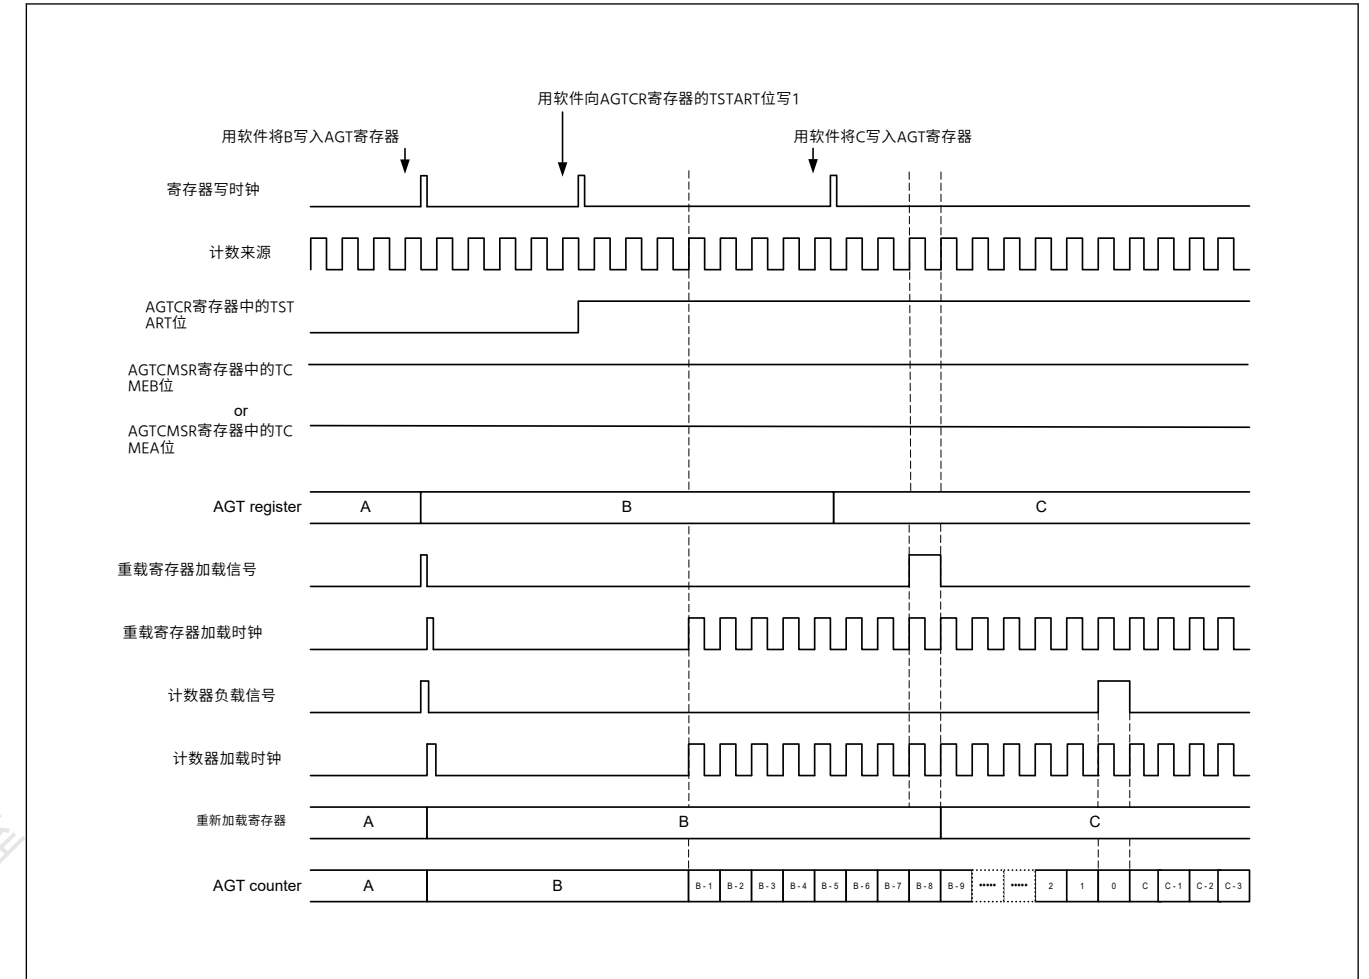 用软件向AGTCR寄存器的TSTART位写1
用软件将B写入AGT寄存器
用软件将C写入AGT寄存器
寄存器写时钟
计数来源
AGTCR寄存器中的TST
ART位
AGTCMSR寄存器中的TC
MEB位
or
AGTCMSR寄存器中的TC
MEA位
AGT register A B C
重载寄存器加载信号
重载寄存器加载时钟
计数器负载信号
计数器加载时钟
重新加载寄存器 A B C
AGT counter A B B-1 B-2 B-3 B-4 B-5 B-6 B-7 B-8 B-9 ••••• ••••• 2 1 0 C C-1 C-2 C-3